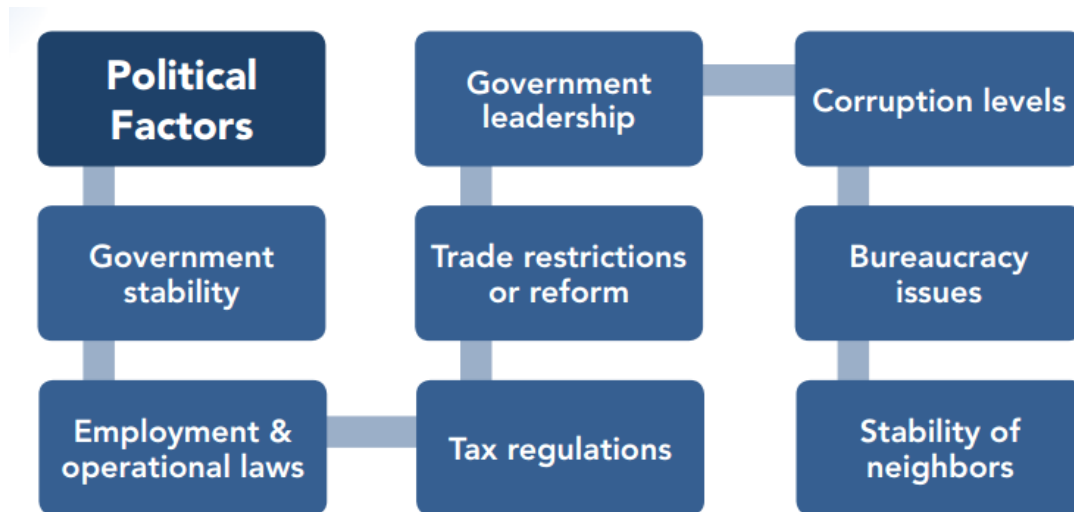 Political
Factors
Government
stability
Employment &
operational laws
Tax regulations
Trade restrictions
or reform
Government
leadership
Corruption levels
Bureaucracy
issues
Stability of
neighbors